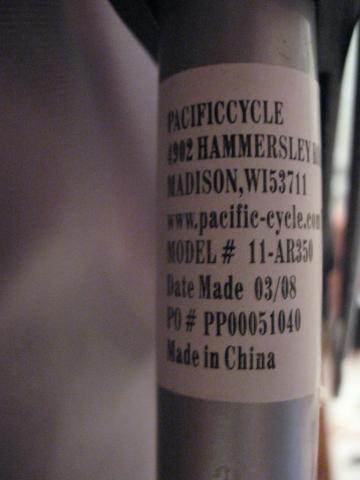 PACIFICCYCLE
4902 HAMMERSLEY
MADISON,WI53711
www.pacific-cycle.com
MODEL # 11-AR350
Date Made 03/08
PO # PP00051040
Made in China